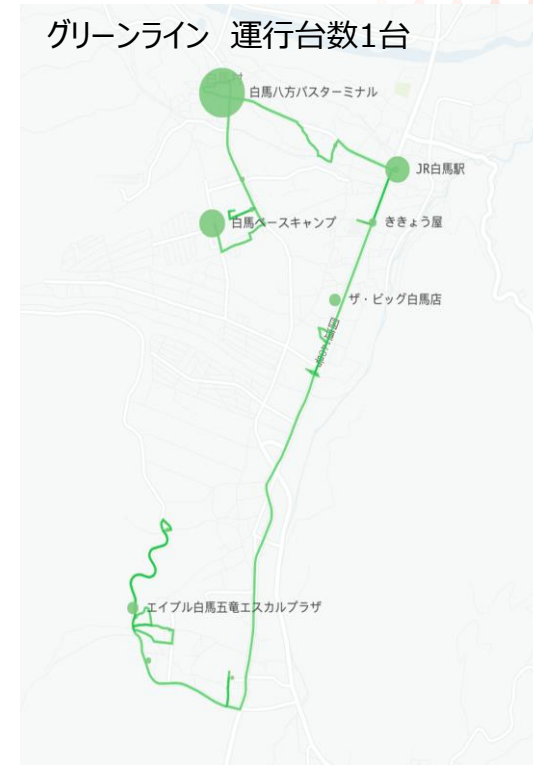 グリーンライン 運行台数1台
白馬八方バスターミナル
JR白馬駅
白馬ベースキャンプ
ききょう屋
ザ・ビッグ白馬店
エイブル白馬五竜エスカルプラザ